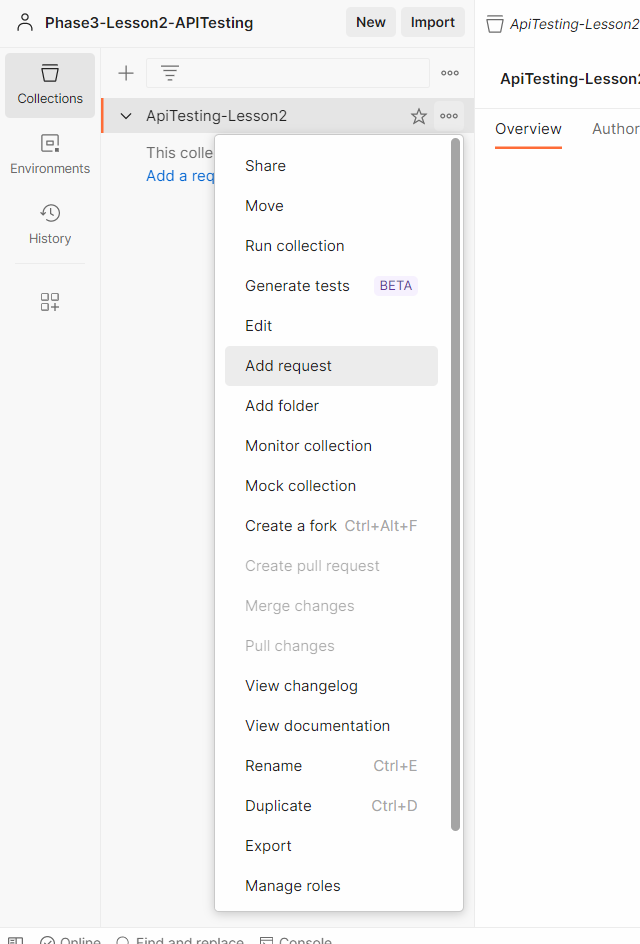 Phase3-Lesson2-APITesting
New
Import
ApiTesting-Lesson2
ApiTesting-Lesson2
Overview
Author
Collections
Environments
History
ApiTesting-Lesson2
This colle
Add a req
Share
Move
Run collection
Generate tests BETA
Edit
Add request
Add folder
Monitor collection
Mock collection
Create a fork Ctrl+Alt+F
Create pull request
Merge changes
Pull changes
View changelog
View documentation
Rename Ctrl+E
Duplicate Ctrl+D
Export
Manage roles
Online
Find and replace
Console